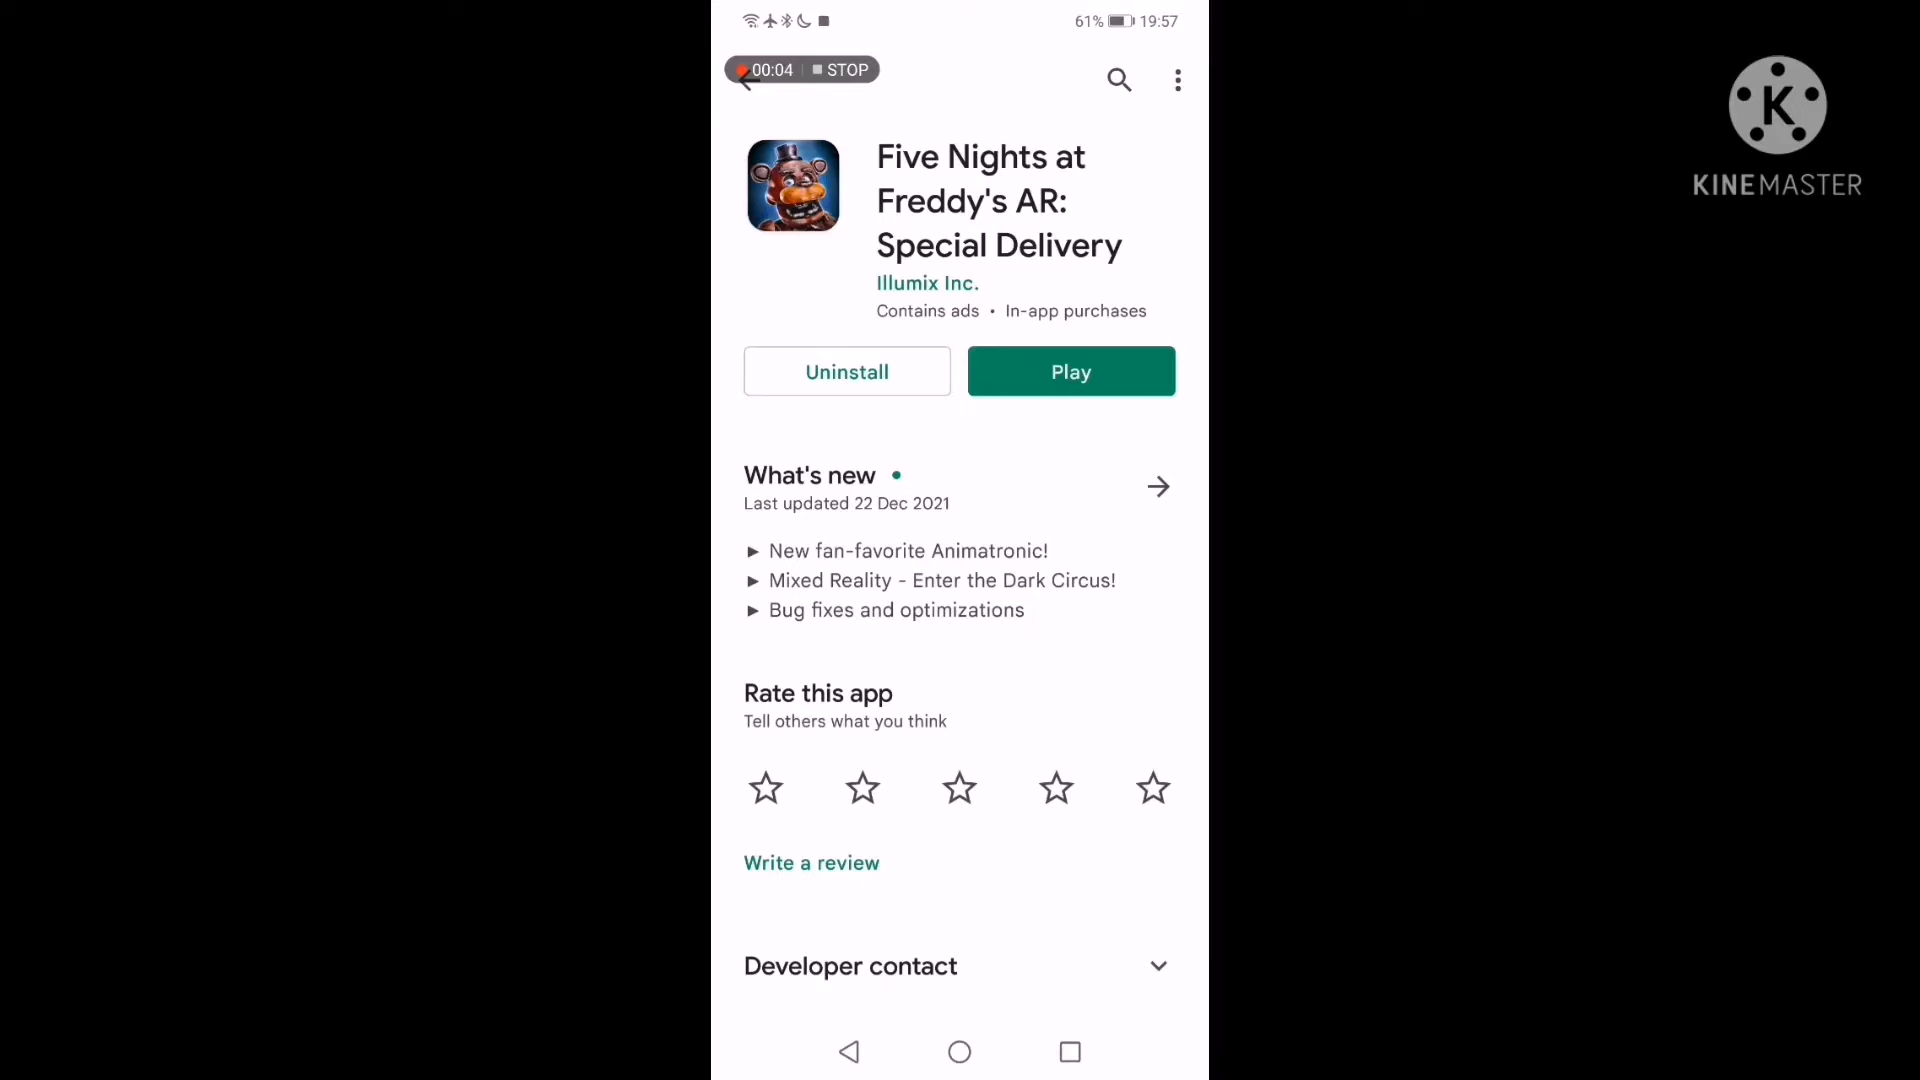 61% 19:57
00:04 STOP
Five Nights at
Freddy's AR:
Special Delivery
Illumix Inc.
Contains ads • In-app purchases
Uninstall
Play
What's new
Last updated 22 Dec 2021
► New fan-favorite Animatronic!
► Mixed Reality - Enter the Dark Circus!
► Bug fixes and optimizations
Rate this app
Tell others what you think
Write a review
Developer contact
K
KINEMASTER